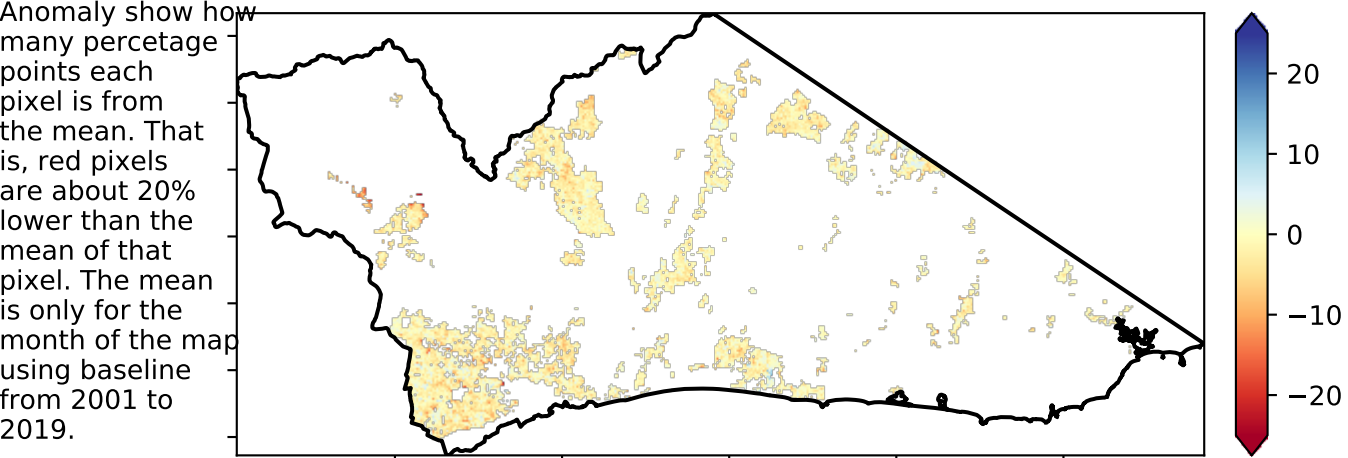 Anomaly show how
many percetage
points each
pixel is from
the mean. That
is, red pixels
are about 20%
lower than the
mean of that
pixel. The mean
is only for the
month of the map
using baseline
from 2001 to
2019.
20
10
0
−10
−20